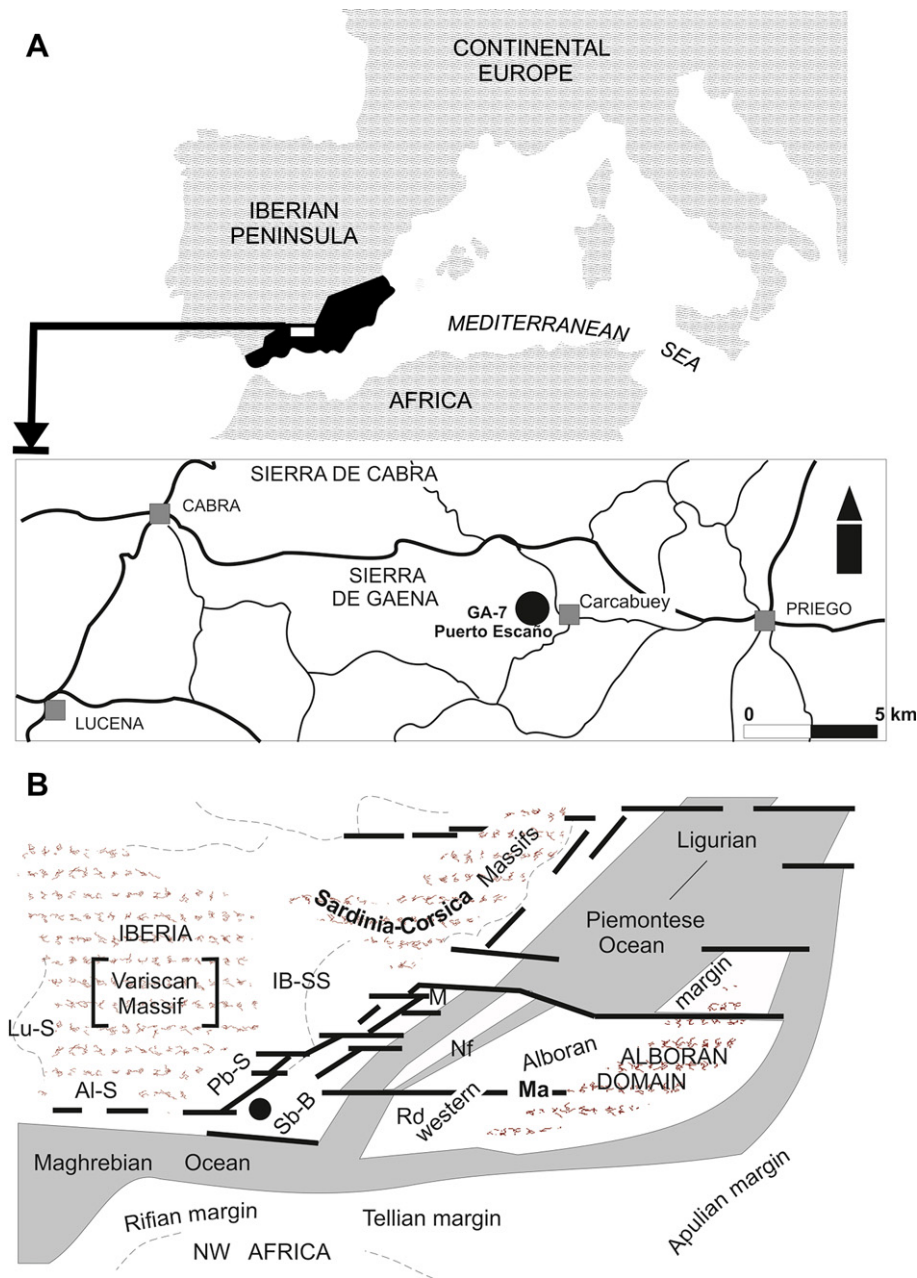 A
CONTINENTAL
EUROPE
IBERIAN
PENINSULA
MEDITERRANEAN
SEA
AFRICA
SIERRA DE CABRA
CABRA
SIERRA
DE GAENA
GA-7
Puerto Escaño
Carcabuey
PRIEGO
LUCENA
0 5 km
B
Ligurian
Massifs
Sardinia-Corsica
Piemontese
Ocean
IBERIA
Variscan
Massif
IB-SS
margin
M
Lu-S
Nf
Alboran
ALBORAN
DOMAIN
Pb-S
Al-S
Ma
Sb-B
Rd
western
Maghrebian Ocean
Apulian margin
Rifian margin
Tellian margin
NW AFRICA